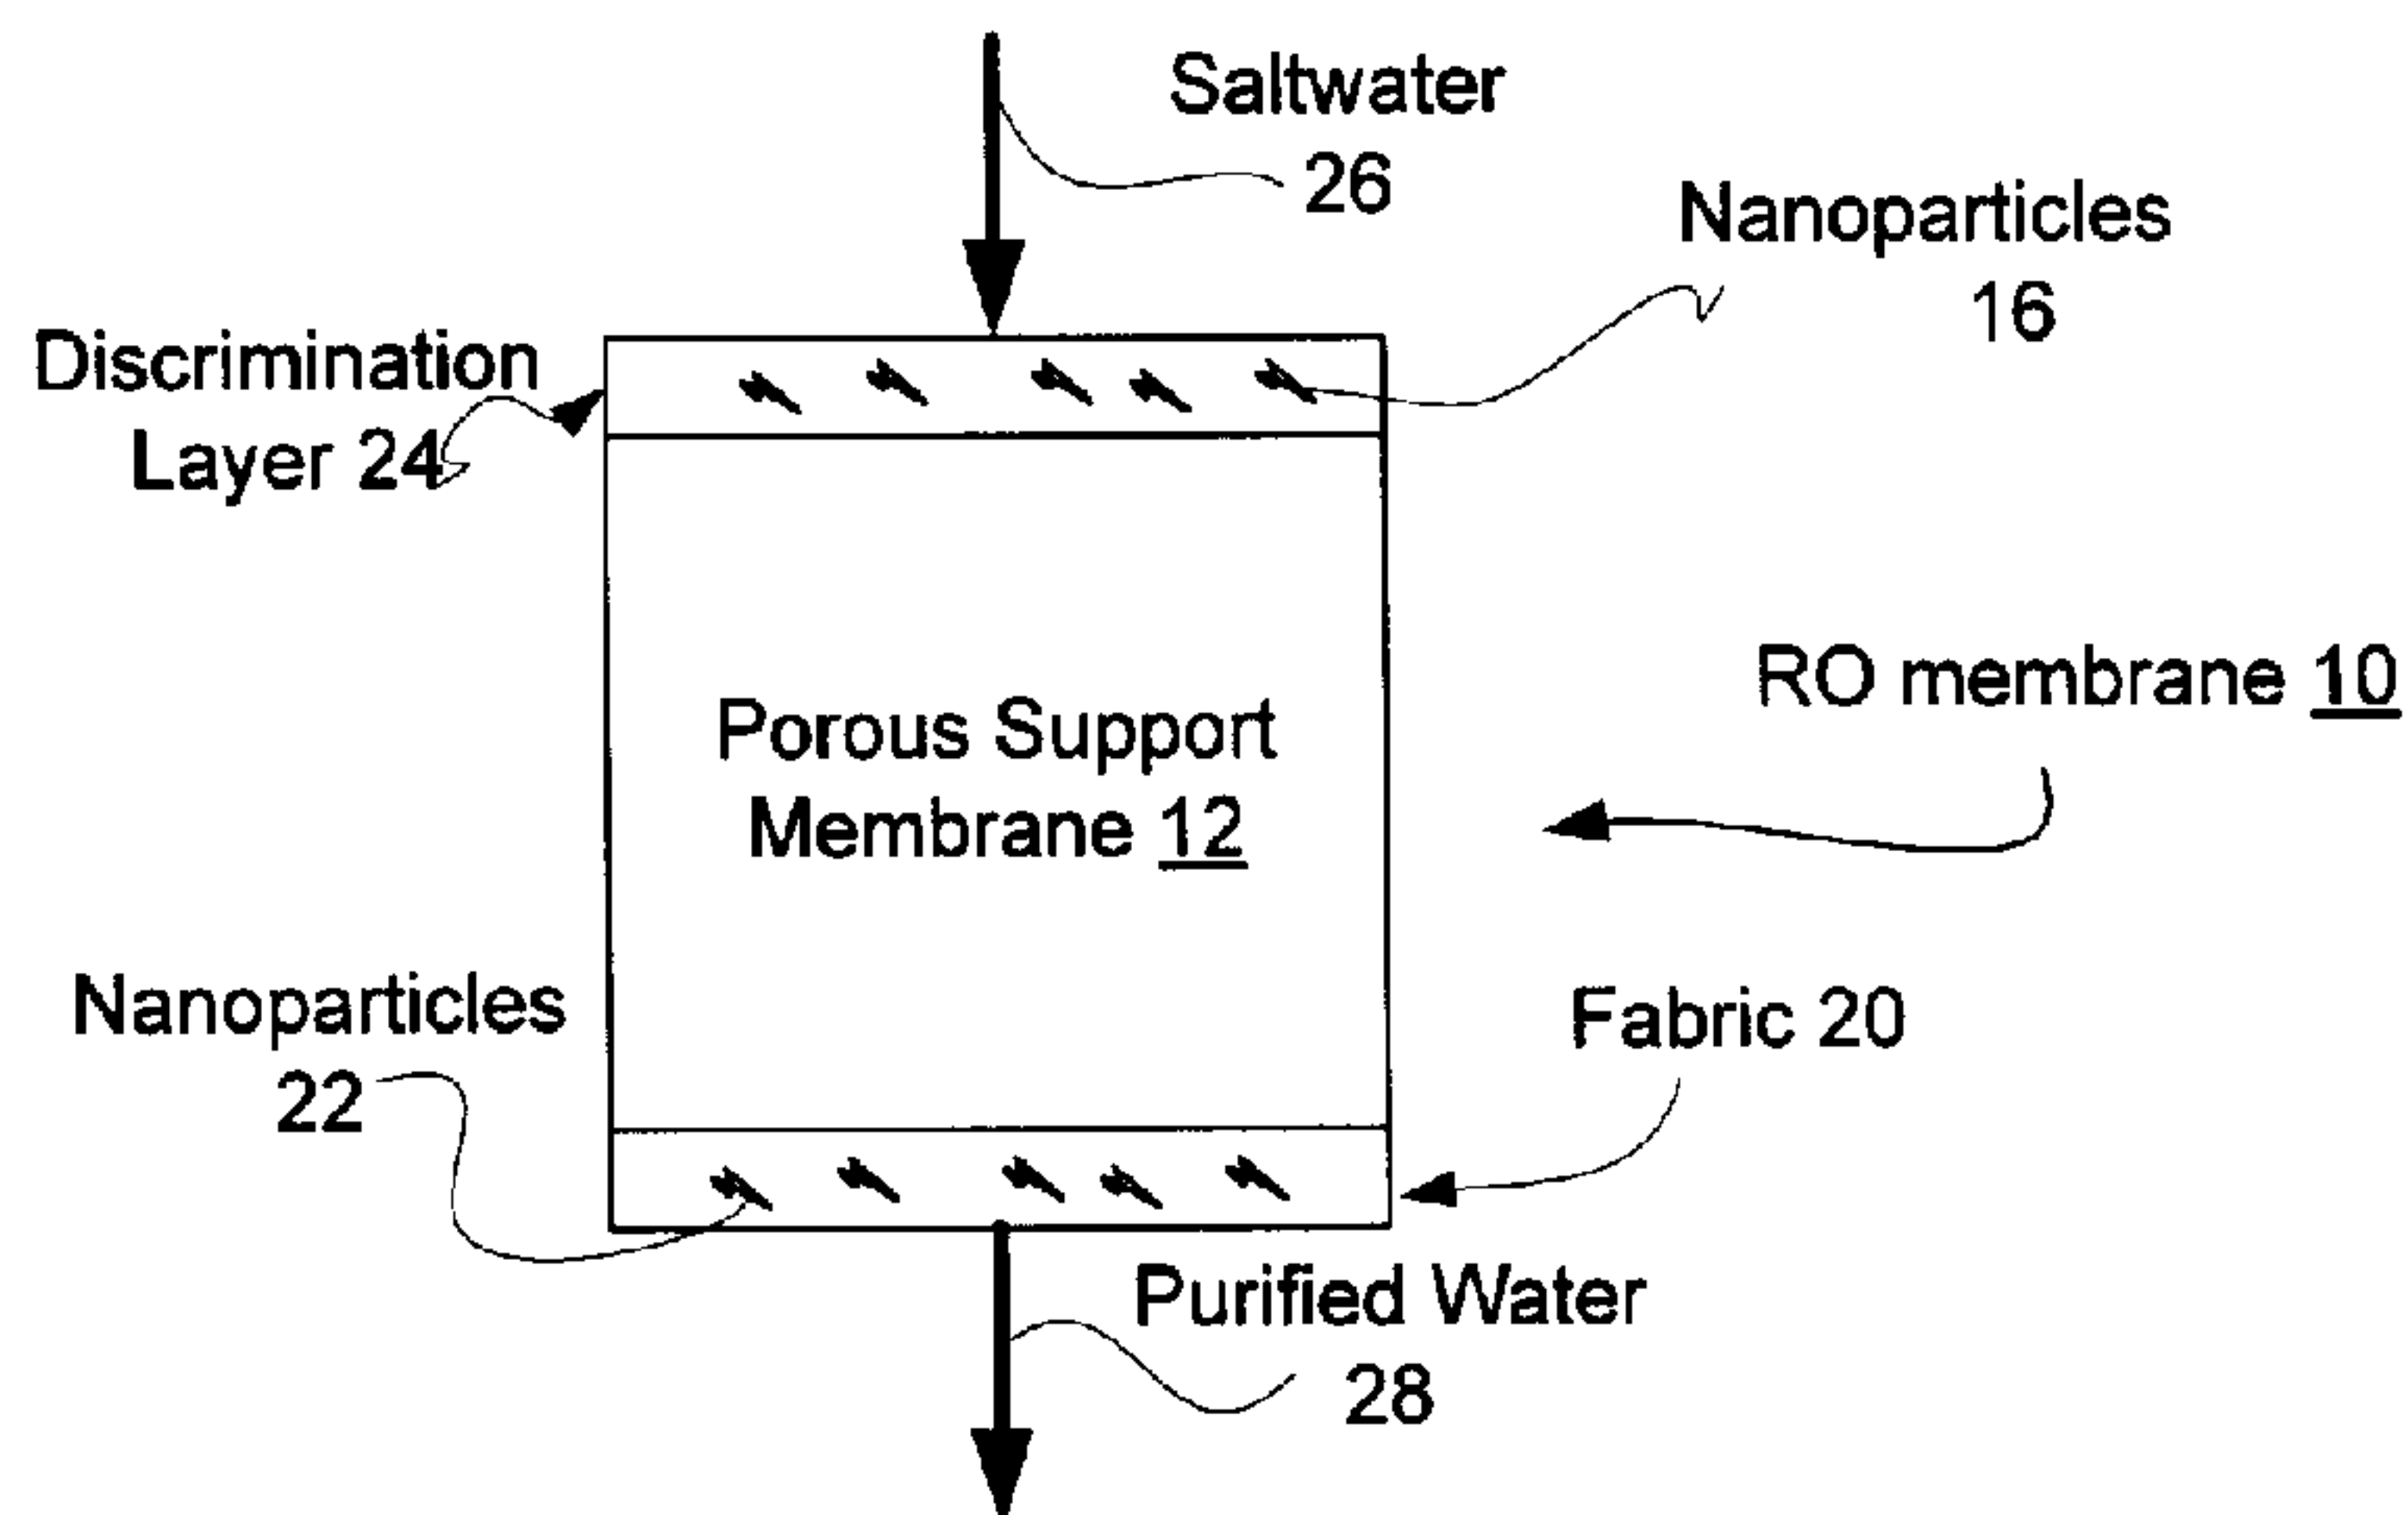 Saltwater
26
Nanoparticles
16
Discrimination
Layer 24
RO membrane 10
Porous Support
Membrane 12
Nanoparticles
22
Fabric 20
Purified Water
28